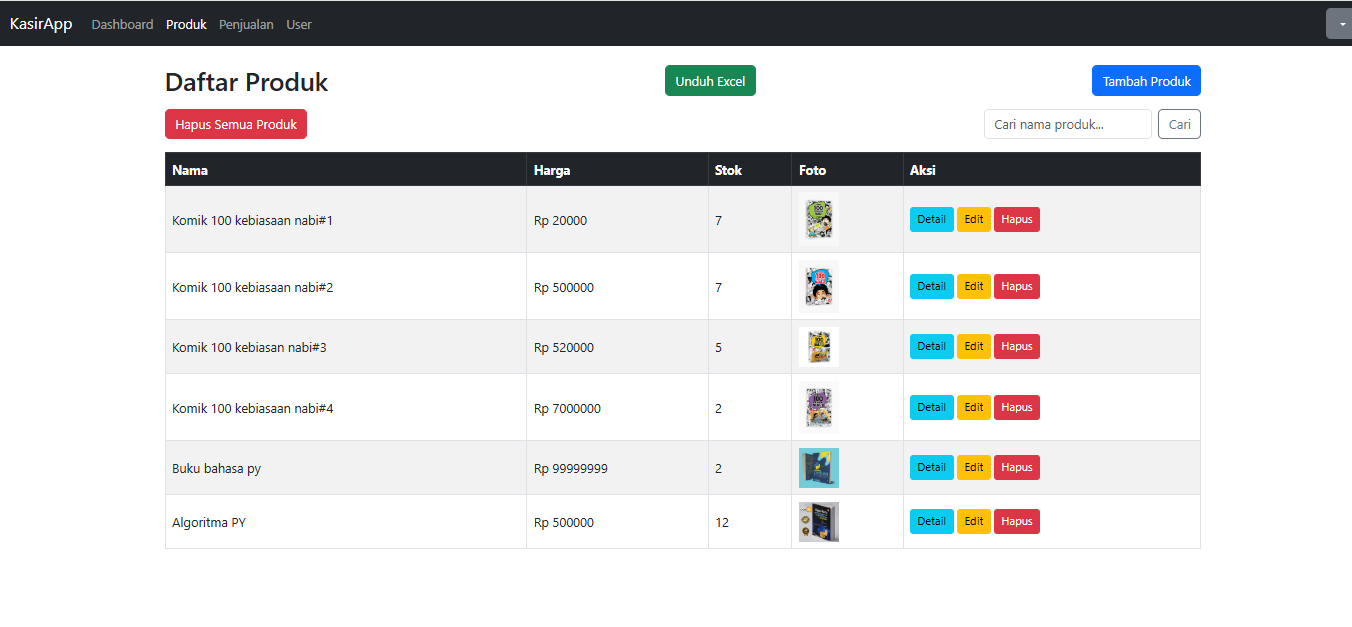 KasirApp Dashboard Produk Penjualan User
Daftar Produk Unduh Excel Tambah Produk
Hapus Semua Produk Cari nama produk... Cari
Nama Harga Stok Foto Aksi
Komik 100 kebiasaan nabi#1 Rp 20000 7 100 Detail Edit Hapus
Komik 100 kebiasaan nabi#2 Rp 500000 7 100 Detail Edit Hapus
Komik 100 kebiasan nabi#3 Rp 520000 5 100 Detail Edit Hapus
Komik 100 kebiasaan nabi#4 Rp 7000000 2 100 Detail Edit Hapus
Buku bahasa py Rp 99999999 2 Detail Edit Hapus
Algoritma PY Rp 500000 12 Detail Edit Hapus